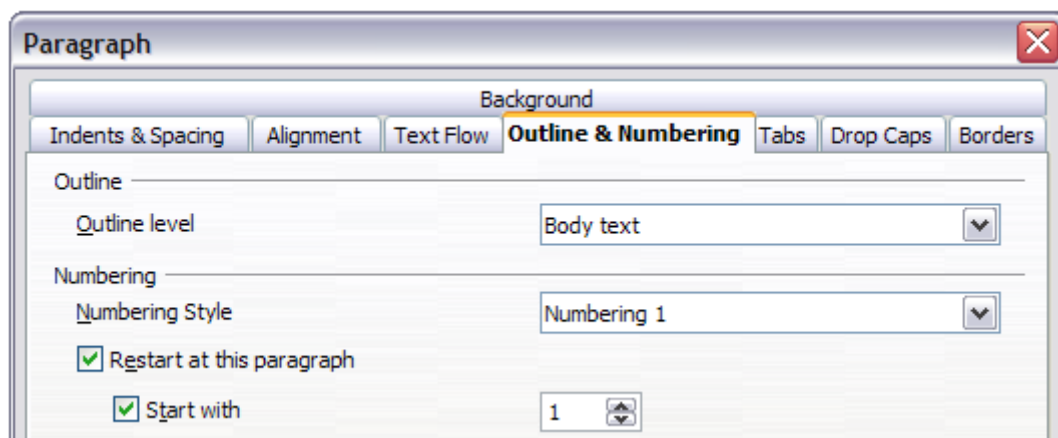 Paragraph
Background
Indents & Spacing Alignment Text Flow Outline & Numbering Tabs Drop Caps Borders
Outline
Outline level Body text
Numbering
Numbering Style Numbering 1
Restart at this paragraph
Start with 1